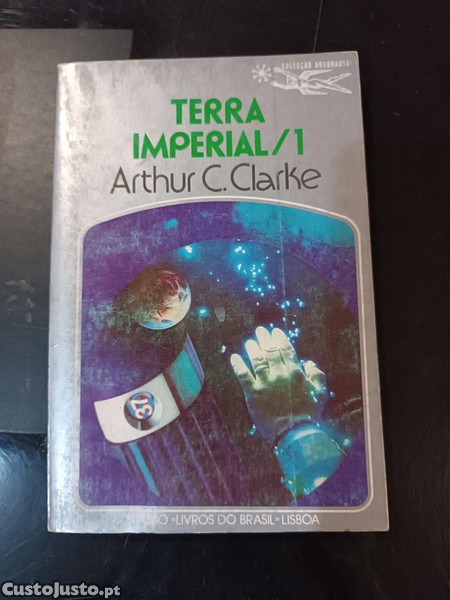 COLECÇÃO ARGONAUTA
TERRA
IMPERIAL/1
Arthur C. Clarke
37
«LIVROS DO BRASIL» LISBOA
CustoJusto.pt